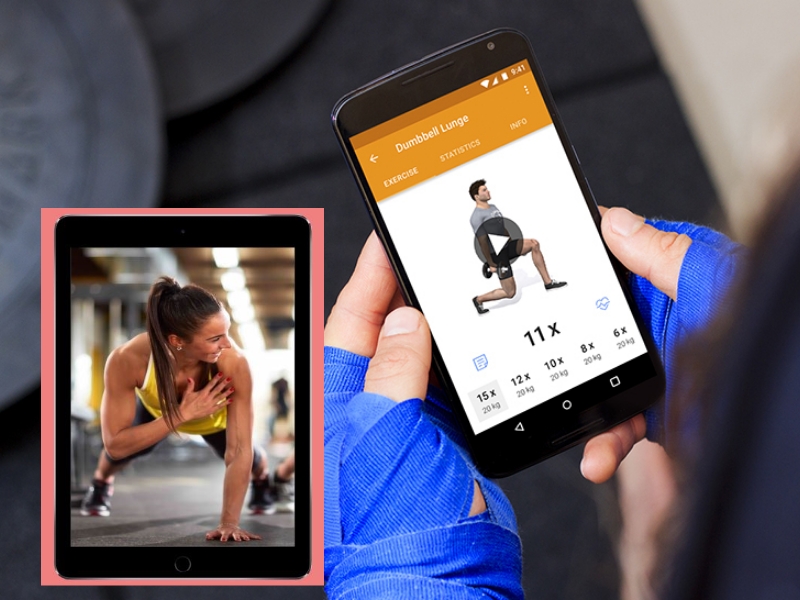 9:41
Dumbbell Lunge
EXERCISE STATISTICS INFO
11 x
15 x 12 x 10 x 8 x 6 x
20 kg 20 kg 20 kg 20 kg 20 kg